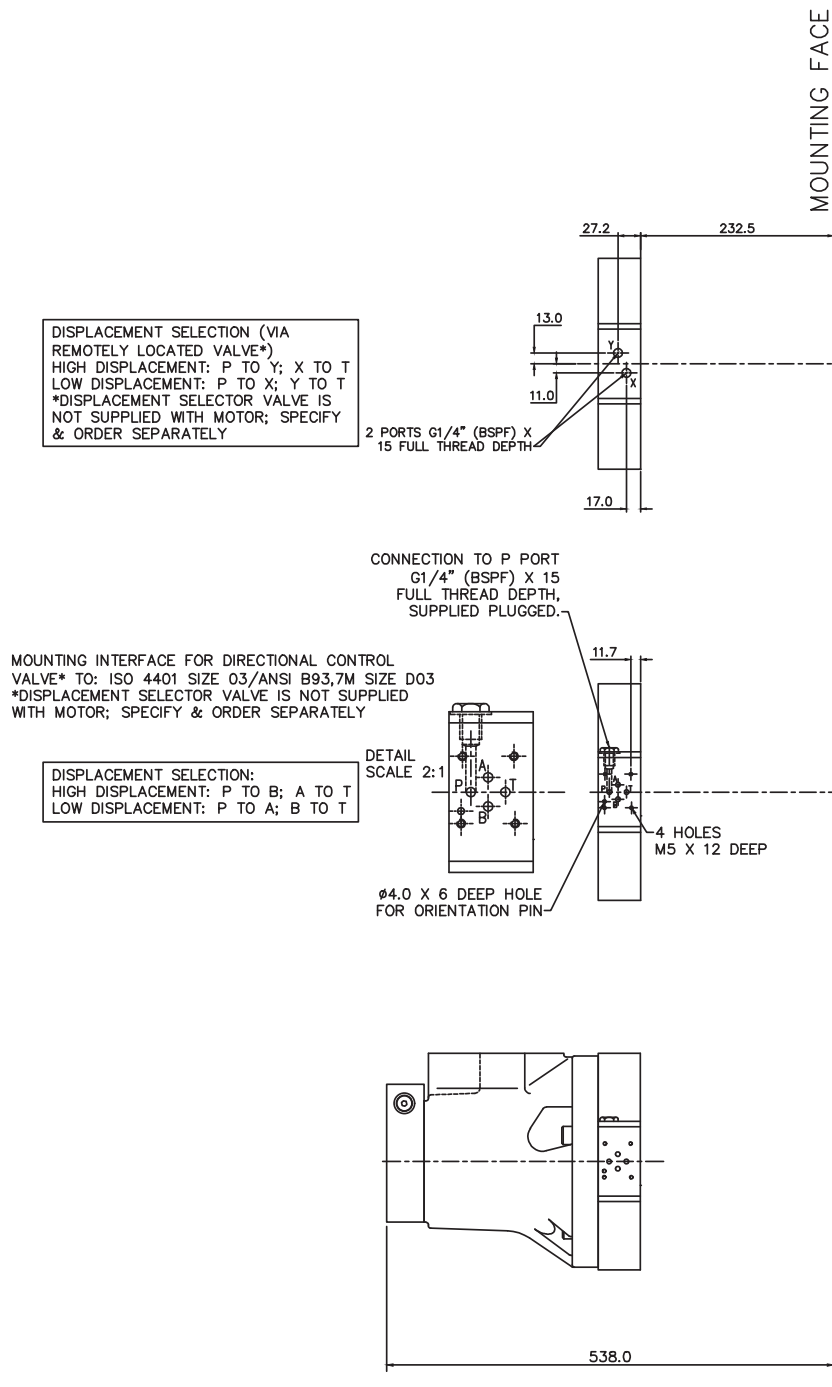 MOUNTING FACE
27.2
232.5
13.0
Y
X
11.0
DISPLACEMENT SELECTION (VIA
REMOTELY LOCATED VALVE*)
HIGH DISPLACEMENT: P TO Y; X TO T
LOW DISPLACEMENT: P TO X; Y TO T
*DISPLACEMENT SELECTOR VALVE IS
NOT SUPPLIED WITH MOTOR; SPECIFY
& ORDER SEPARATELY
2 PORTS G1/4" (BSPF) X
15 FULL THREAD DEPTH
17.0
CONNECTION TO P PORT
G1/4" (BSPF) X 15
FULL THREAD DEPTH,
SUPPLIED PLUGGED.
11.7
MOUNTING INTERFACE FOR DIRECTIONAL CONTROL
VALVE* TO: ISO 4401 SIZE 03/ANSI B93,7M SIZE D03
*DISPLACEMENT SELECTOR VALVE IS NOT SUPPLIED
WITH MOTOR; SPECIFY & ORDER SEPARATELY
DETAIL
SCALE 2:1
A
P
T
B
A
P
T
B
DISPLACEMENT SELECTION:
HIGH DISPLACEMENT: P TO B; A TO T
LOW DISPLACEMENT: P TO A; B TO T
4 HOLES
M5 X 12 DEEP
ø4.0 X 6 DEEP HOLE
FOR ORIENTATION PIN
538.0